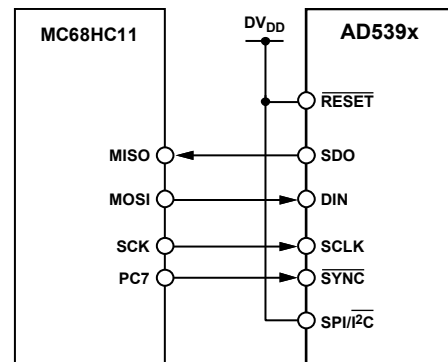 MC68HC11
DVDD
AD539x
RESET
MISO
SDO
MOSI
DIN
SCK
SCLK
PC7
SYNC
SPI/I2C